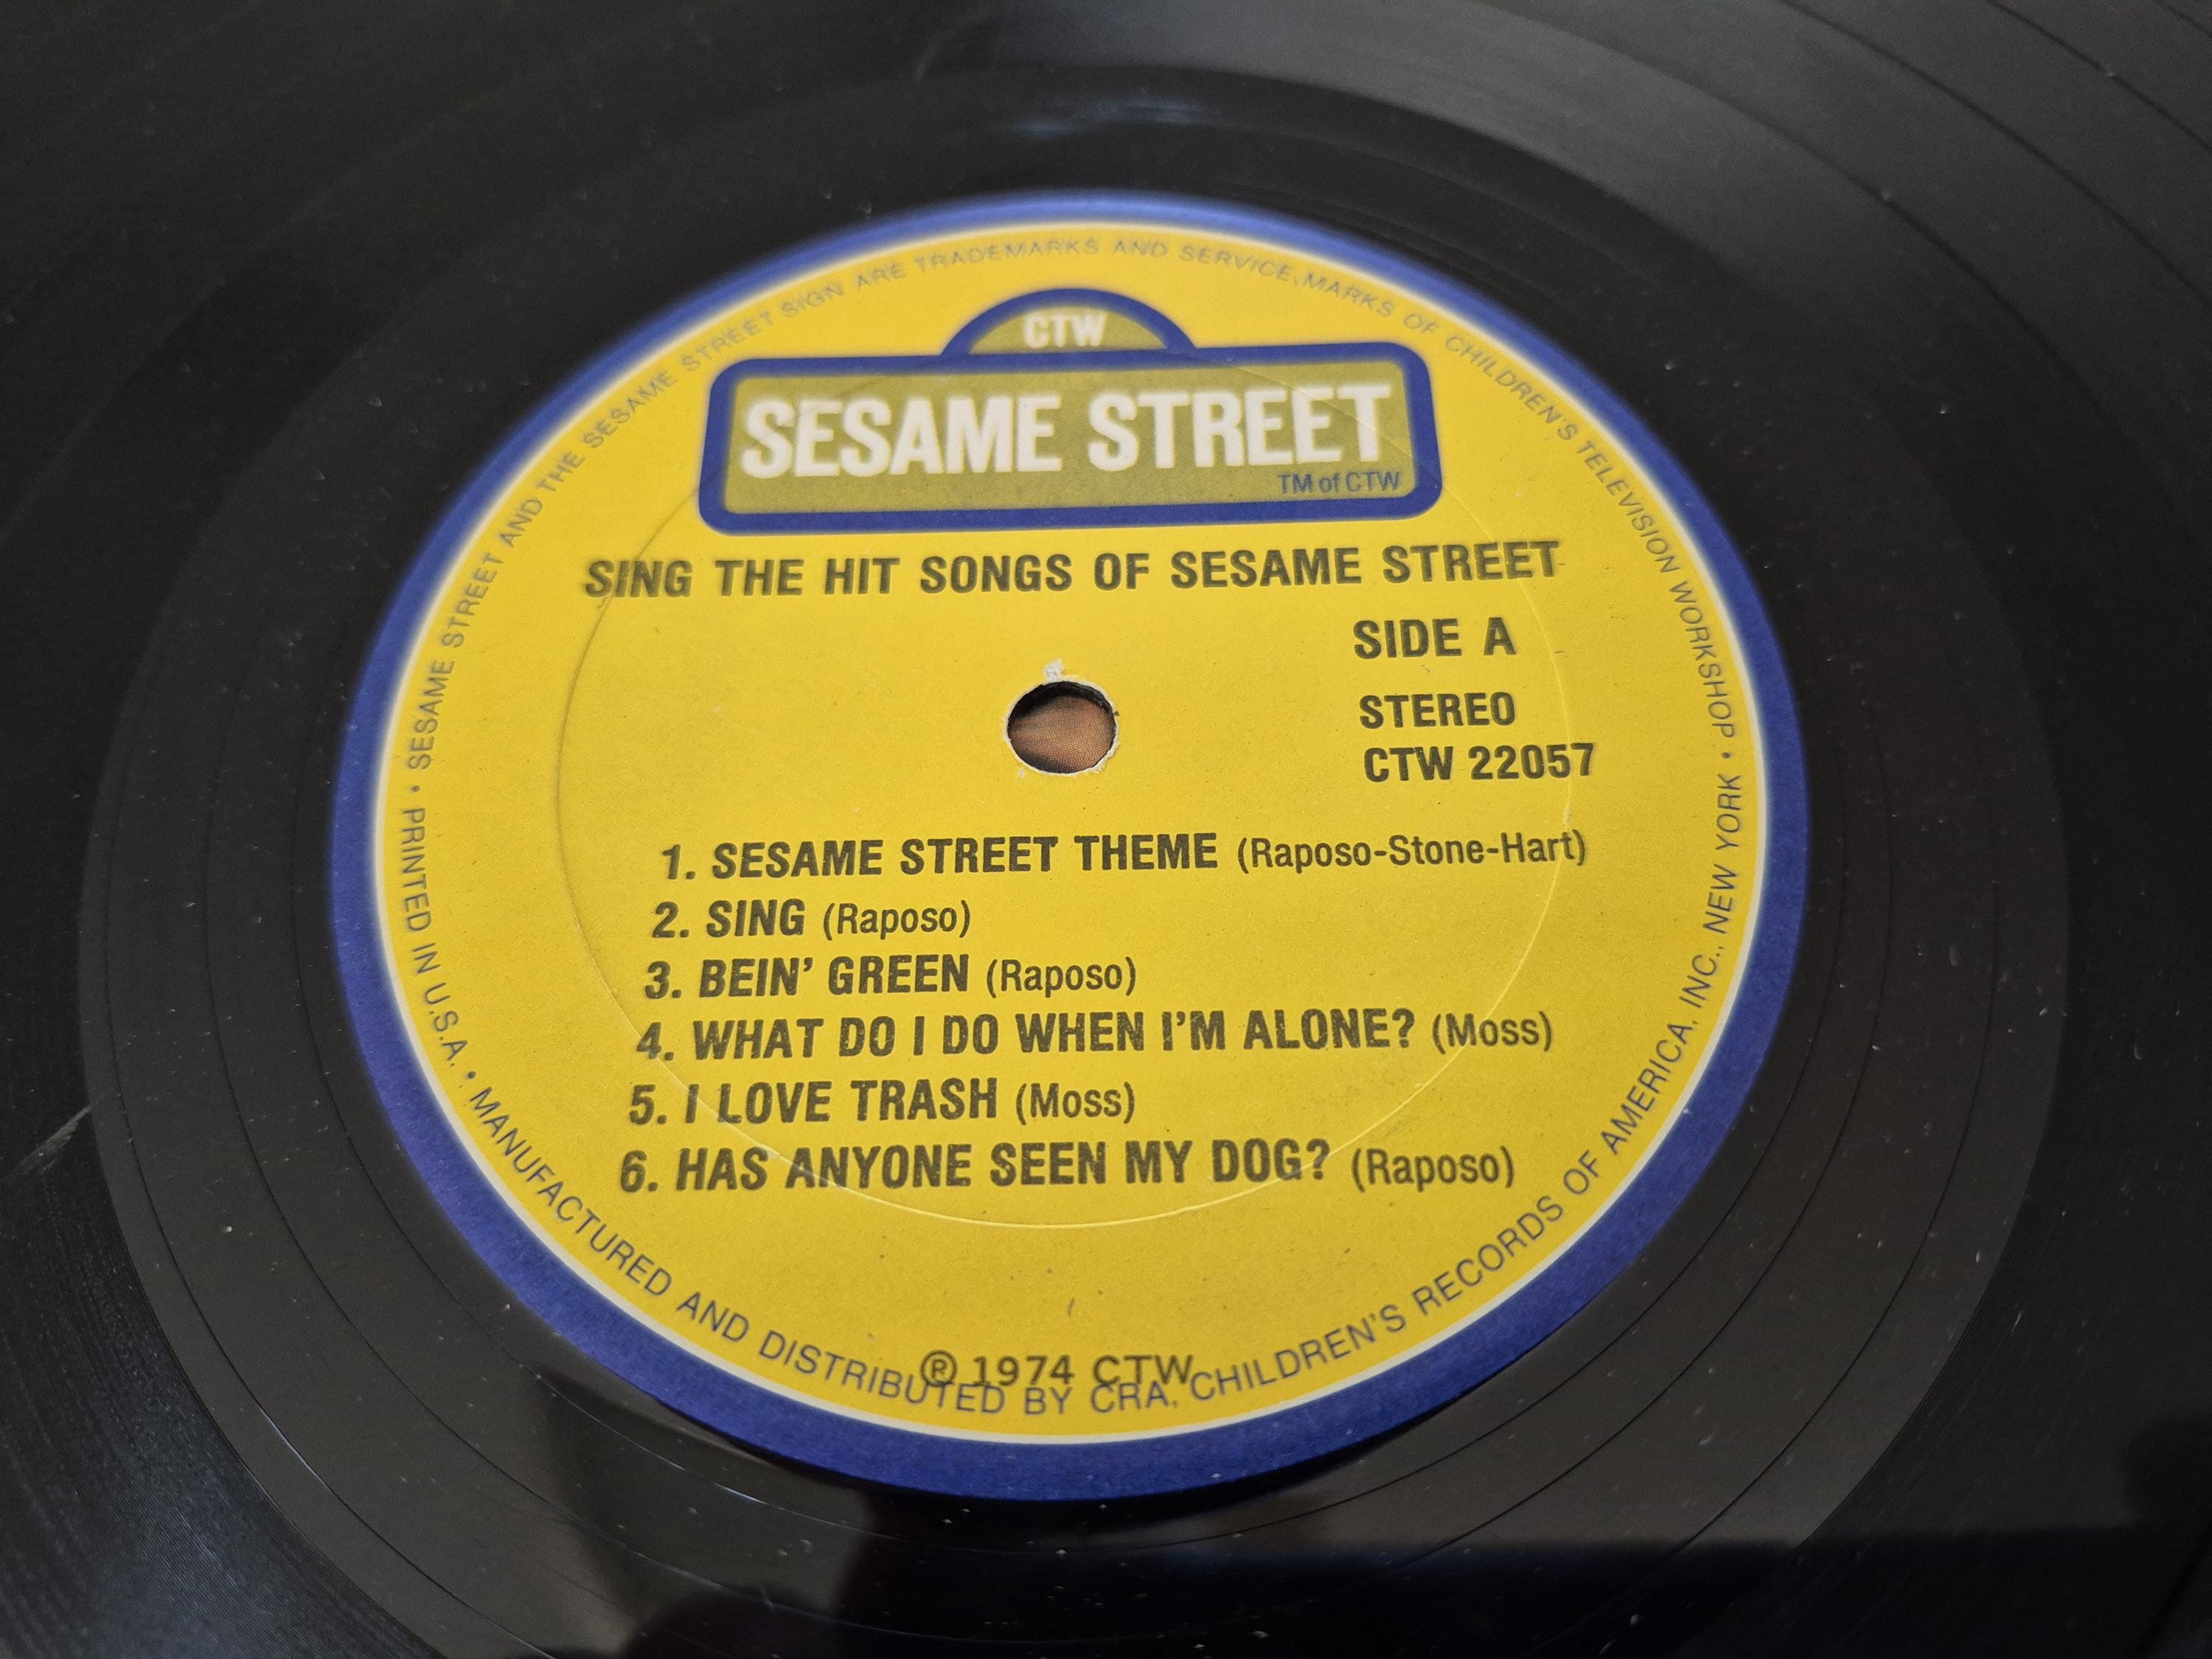 CTW
SESAME STREET
TM of CTW
SING THE HIT SONGS OF SESAME STREET
SIDE A
STEREO
CTW 22057
1. SESAME STREET THEME (Raposo-Stone-Hart)
2. SING (Raposo)
3. BEIN' GREEN (Raposo)
4. WHAT DO I DO WHEN I'M ALONE? (Moss)
5. I LOVE TRASH (Moss)
6. HAS ANYONE SEEN MY DOG? (Raposo)
® 1974 CTW
• SESAME STREET AND THE SESAME STREET SIGN ARE TRADEMARKS AND SERVICE MARKS OF CHILDREN'S TELEVISION WORKSHOP •
PRINTED IN U.S.A. • MANUFACTURED AND DISTRIBUTED BY CRA, CHILDREN'S RECORDS OF AMERICA, INC., NEW YORK